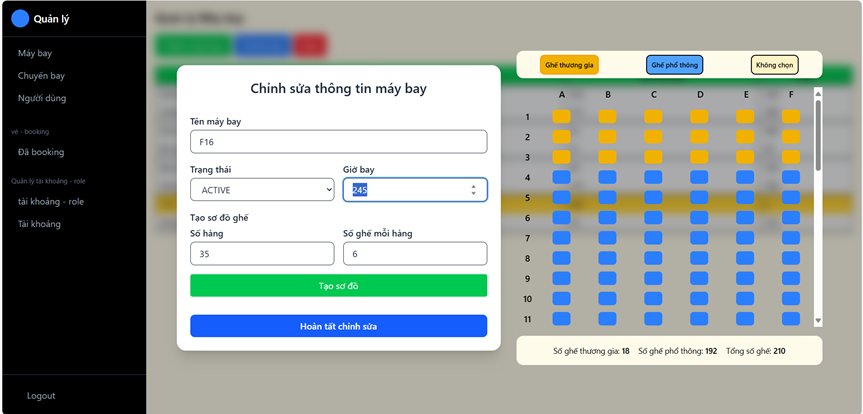 Quản lý
Máy bay
Chuyến bay
Người dùng
vé - booking
Đã booking
Quản lý tài khoảng - role
tài khoảng - role
Tài khoảng
Logout
Chỉnh sửa thông tin máy bay
Tên máy bay
F16
Trạng thái Giờ bay
ACTIVE 245
Tạo sơ đồ ghế
Số hàng Số ghế mỗi hàng
35 6
Tạo sơ đồ
Hoàn tất chỉnh sửa
Ghế thương gia Ghế phổ thông Không chọn
A B C D E F
1
2
3
4
5
6
7
8
9
10
11
Số ghế thương gia: 18 Số ghế phổ thông: 192 Tổng số ghế: 210